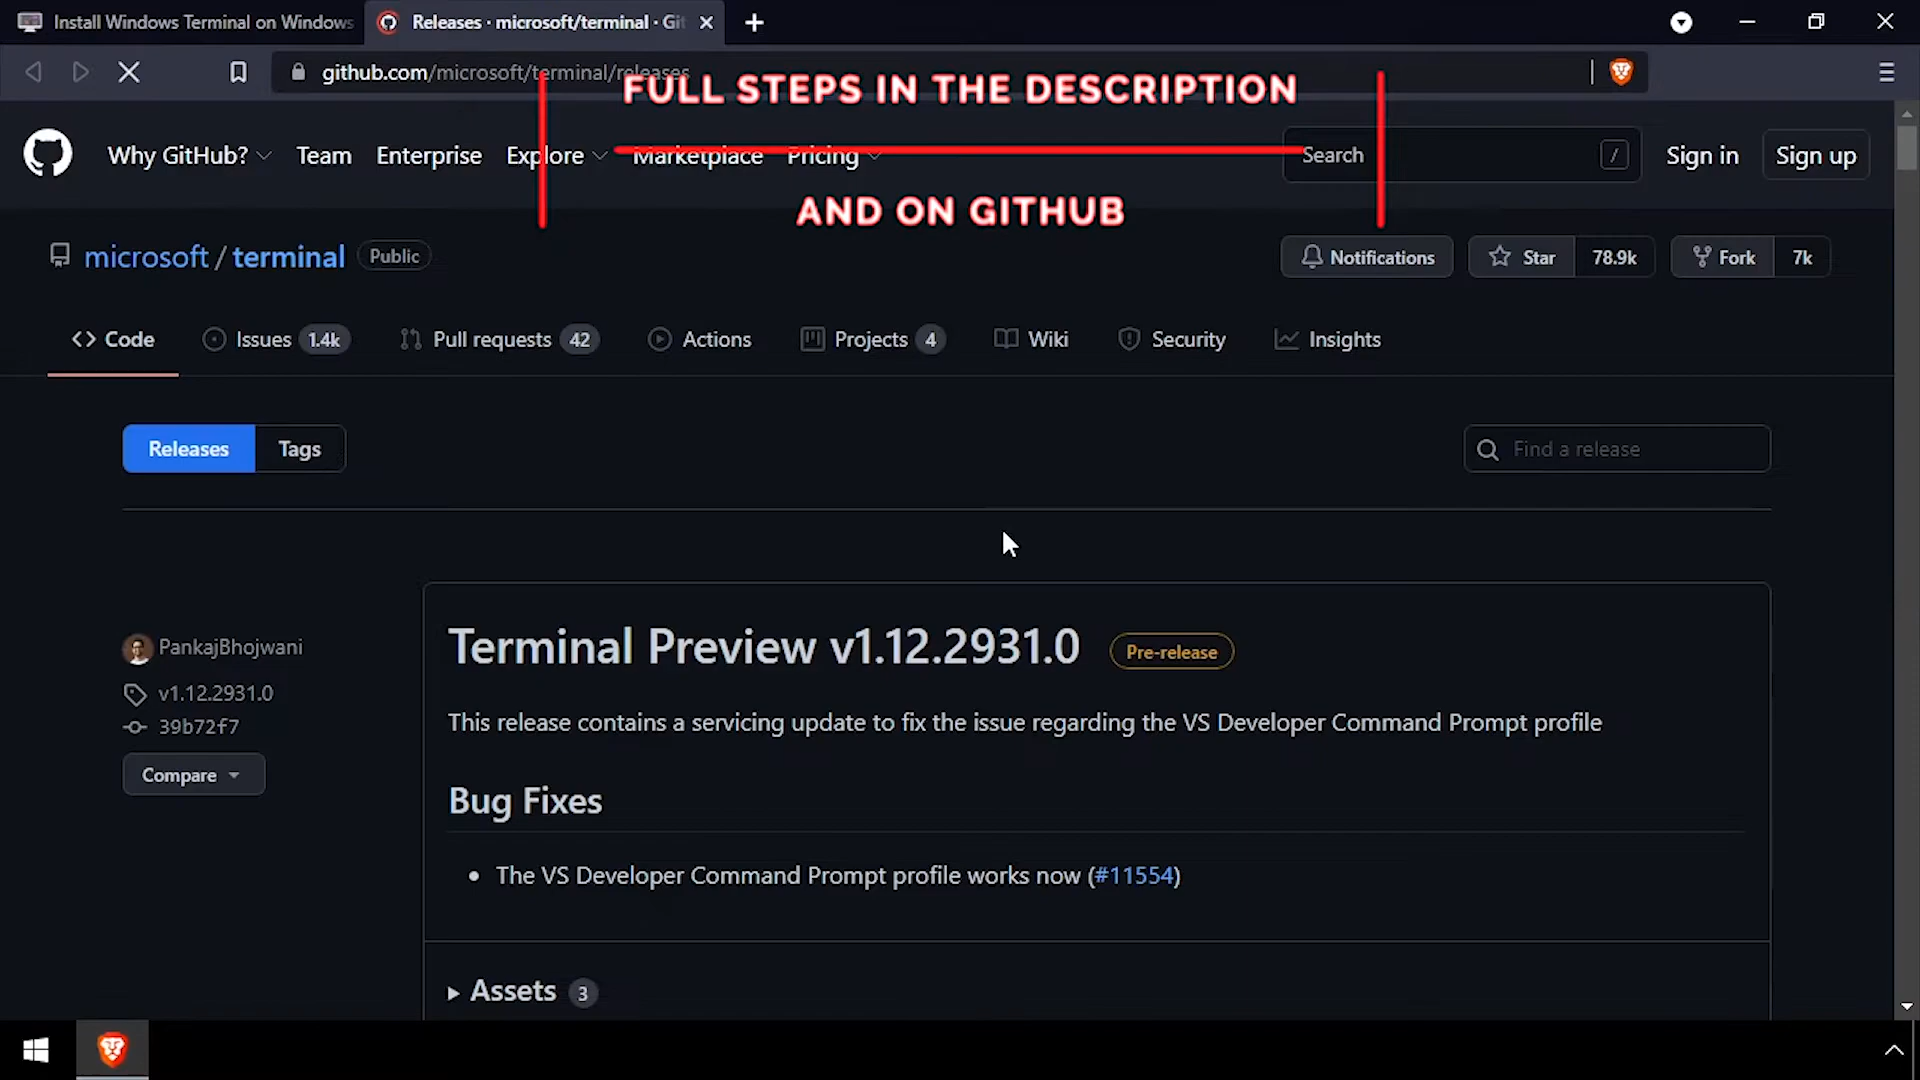 Install Windows Terminal on Windows
Releases · microsoft/terminal · Git
github.com/microsoft/terminal/releases
FULL STEPS IN THE DESCRIPTION
Why GitHub? Team Enterprise Explore Marketplace Pricing Search / Sign in Sign up
AND ON GITHUB
microsoft / terminal Public Notifications Star 78.9k Fork 7k
Code Issues 1.4k Pull requests 42 Actions Projects 4 Wiki Security Insights
Releases Tags Find a release
PankajBhojwani
v1.12.2931.0
39b72f7
Compare
Terminal Preview v1.12.2931.0 Pre-release
This release contains a servicing update to fix the issue regarding the VS Developer Command Prompt profile
Bug Fixes
• The VS Developer Command Prompt profile works now (#11554)
Assets 3